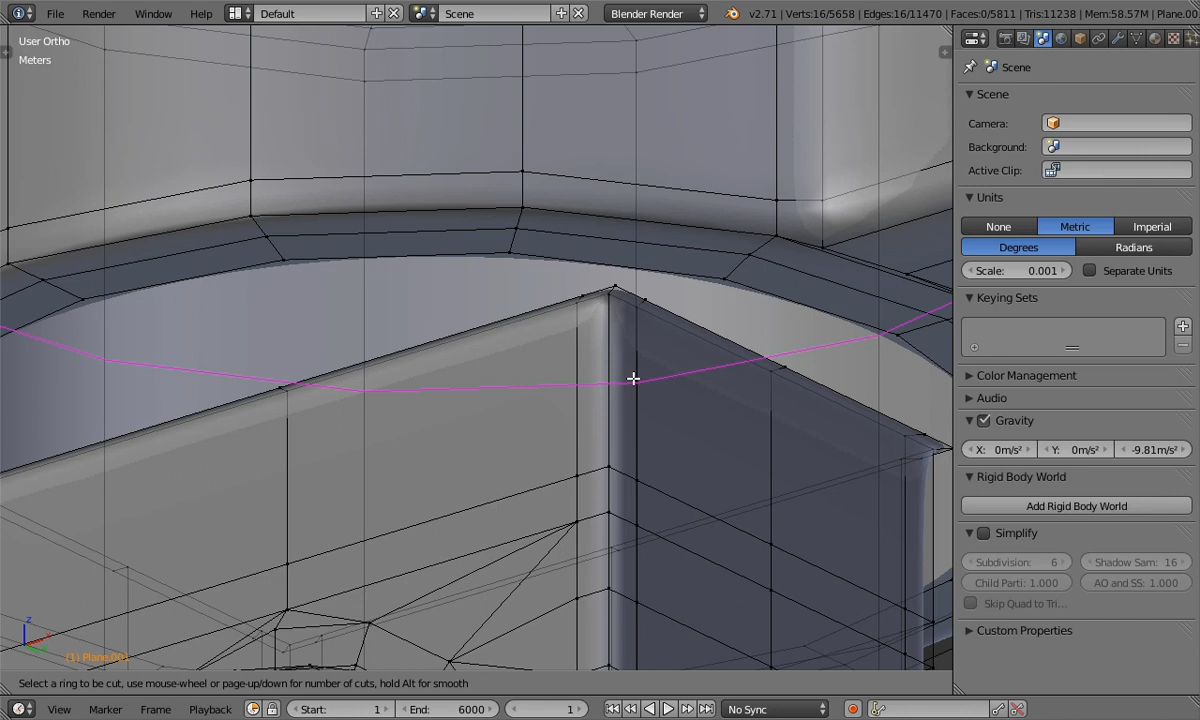 File Render Window Help Default Scene Blender Render v2.71 | Verts:16/5658 | Edges:16/11470 | Faces:0/5811 | Tris:11238 | Mem:58.57M | Plane.00
User Ortho
Meters
Scene
Scene
Camera:
Background:
Active Clip:
Units
None Metric Imperial
Degrees Radians
Scale: 0.001 Separate Units
Keying Sets
Color Management
Audio
Gravity
X: 0m/s² Y: 0m/s² -9.81m/s²
Rigid Body World
Add Rigid Body World
Simplify
Subdivision: 6 Shadow Sam: 16
Child Parti: 1.000 AO and SS: 1.000
Skip Quad to Tri...
Custom Properties
z
(1) Plane.001
Select a ring to be cut, use mouse-wheel or page-up/down for number of cuts, hold Alt for smooth
View Marker Frame Playback Start: 1 End: 6000 1 No Sync